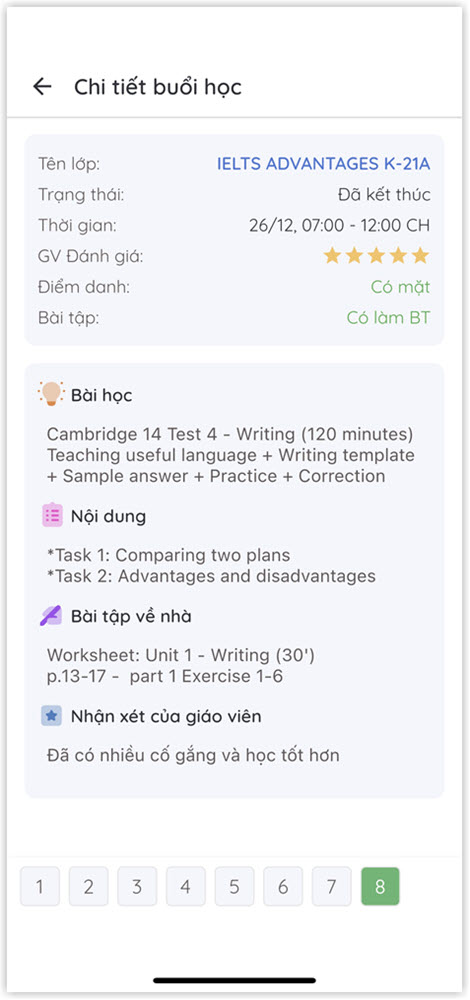 Chi tiết buổi học
Tên lớp: IELTS ADVANTAGES K-21A
Trạng thái: Đã kết thúc
Thời gian: 26/12, 07:00 - 12:00 CH
GV Đánh giá:
Điểm danh: Có mặt
Bài tập: Có làm BT
Bài học
Cambridge 14 Test 4 - Writing (120 minutes)
Teaching useful language + Writing template
+ Sample answer + Practice + Correction
Nội dung
*Task 1: Comparing two plans
*Task 2: Advantages and disadvantages
Bài tập về nhà
Worksheet: Unit 1 - Writing (30')
p.13-17 - part 1 Exercise 1-6
Nhận xét của giáo viên
Đã có nhiều cố gắng và học tốt hơn
1 2 3 4 5 6 7 8